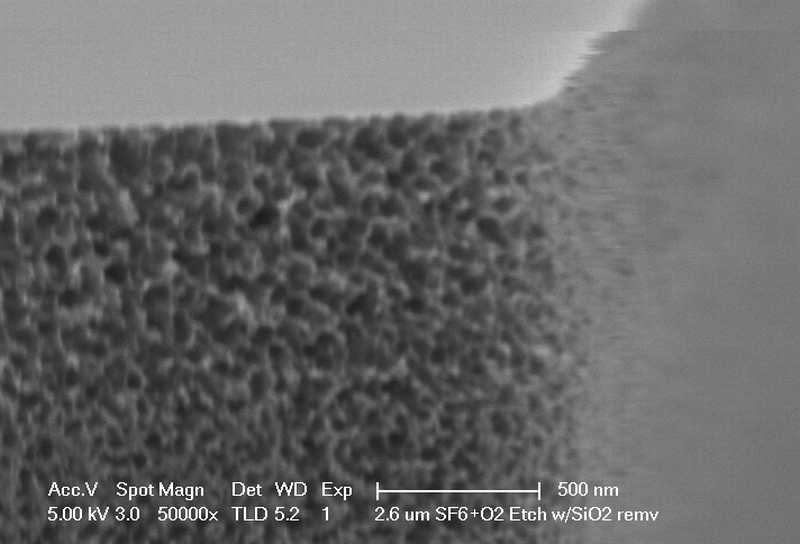 Acc.V Spot Magn Det WD Exp 500 nm
5.00 kV 3.0 50000x TLD 5.2 1 2.6 um SF6+O2 Etch w/SiO2 remv